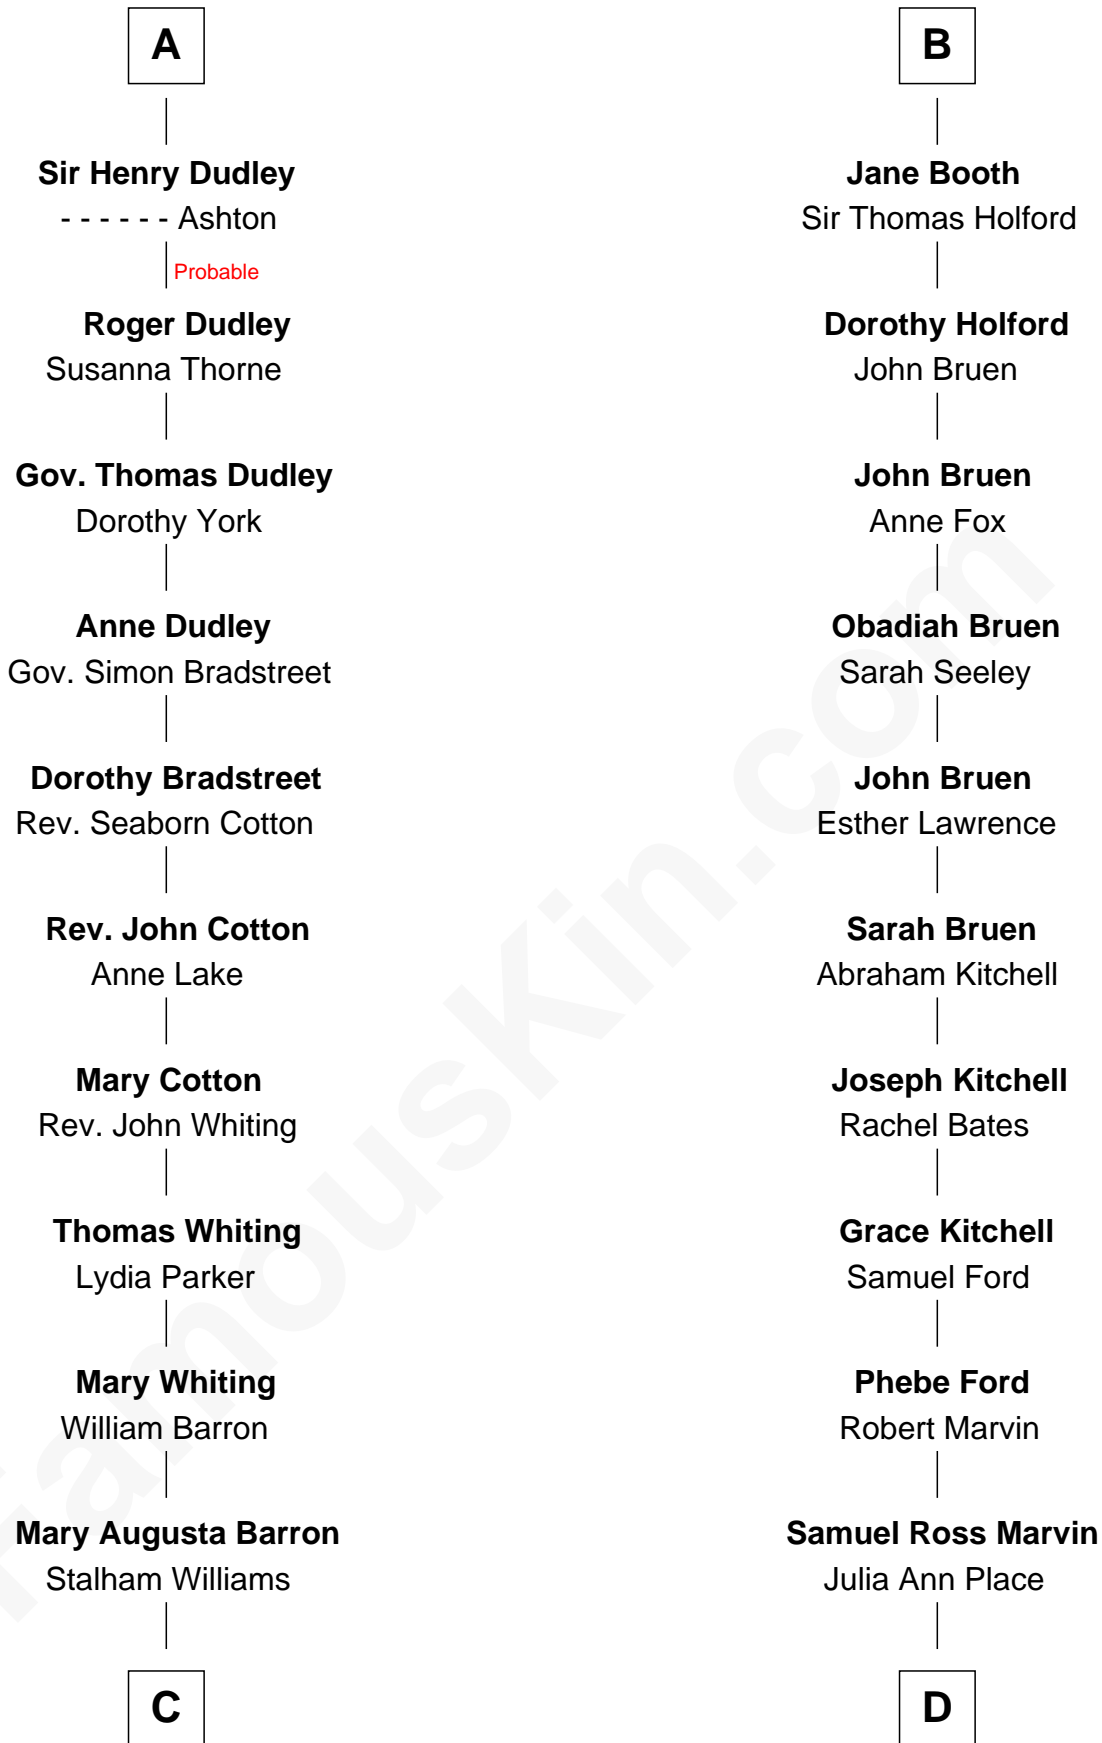 A
Sir Henry Dudley
- - - - - - Ashton
Probable
Roger Dudley
Susanna Thorne
Gov. Thomas Dudley
Dorothy York
Anne Dudley
Gov. Simon Bradstreet
Dorothy Bradstreet
Rev. Seaborn Cotton
Rev. John Cotton
Anne Lake
Mary Cotton
Rev. John Whiting
Thomas Whiting
Lydia Parker
Mary Whiting
William Barron
Mary Augusta Barron
Stalham Williams
C
B
Jane Booth
Sir Thomas Holford
Dorothy Holford
John Bruen
John Bruen
Anne Fox
Obadiah Bruen
Sarah Seeley
John Bruen
Esther Lawrence
Sarah Bruen
Abraham Kitchell
Joseph Kitchell
Rachel Bates
Grace Kitchell
Samuel Ford
Phebe Ford
Robert Marvin
Samuel Ross Marvin
Julia Ann Place
D
FamousKin.com